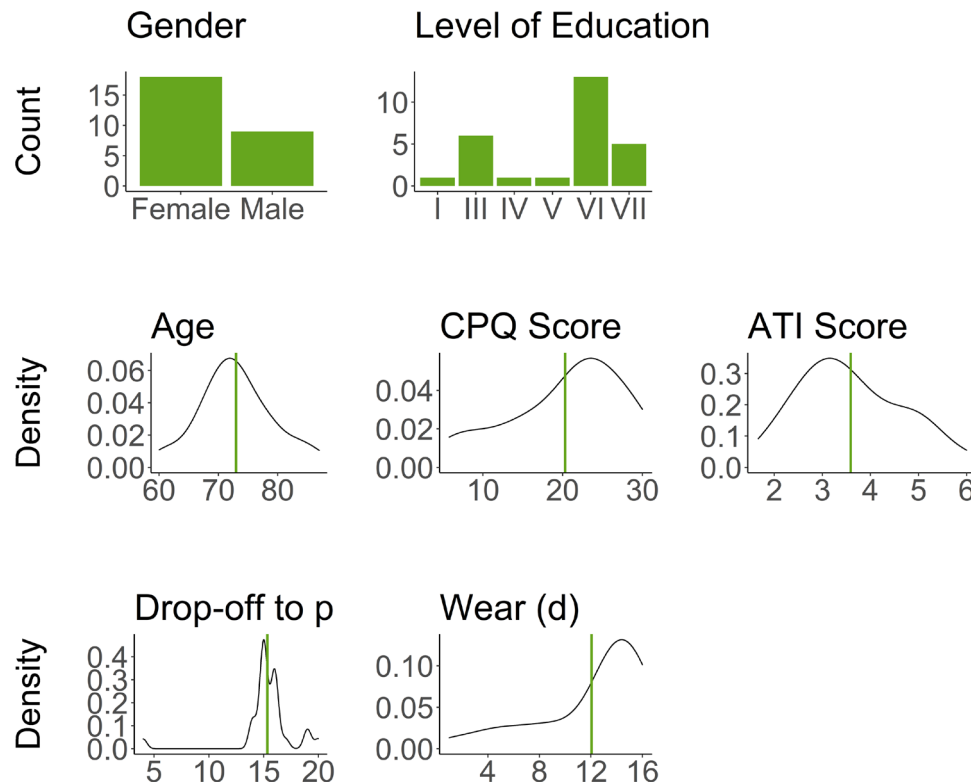 Gender
Level of Education
Count
15
10
5
0
Female Male
10
5
0
I III IV V VI VII
Age
CPQ Score
ATI Score
Density
0.06
0.04
0.02
0.00
60 70 80
0.04
0.02
0.00
10 20 30
0.3
0.2
0.1
0.0
2 3 4 5 6
Drop-off to p
Wear (d)
Density
0.4
0.3
0.2
0.1
0.0
5 10 15 20
0.10
0.05
0.00
4 8 12 16